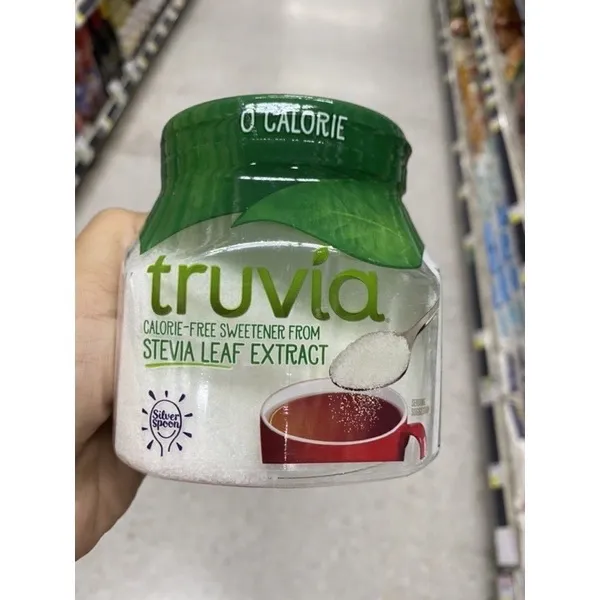 0 CALORIE
truvia
CALORIE-FREE SWEETENER FROM
STEVIA LEAF EXTRACT
Silver
Spoon